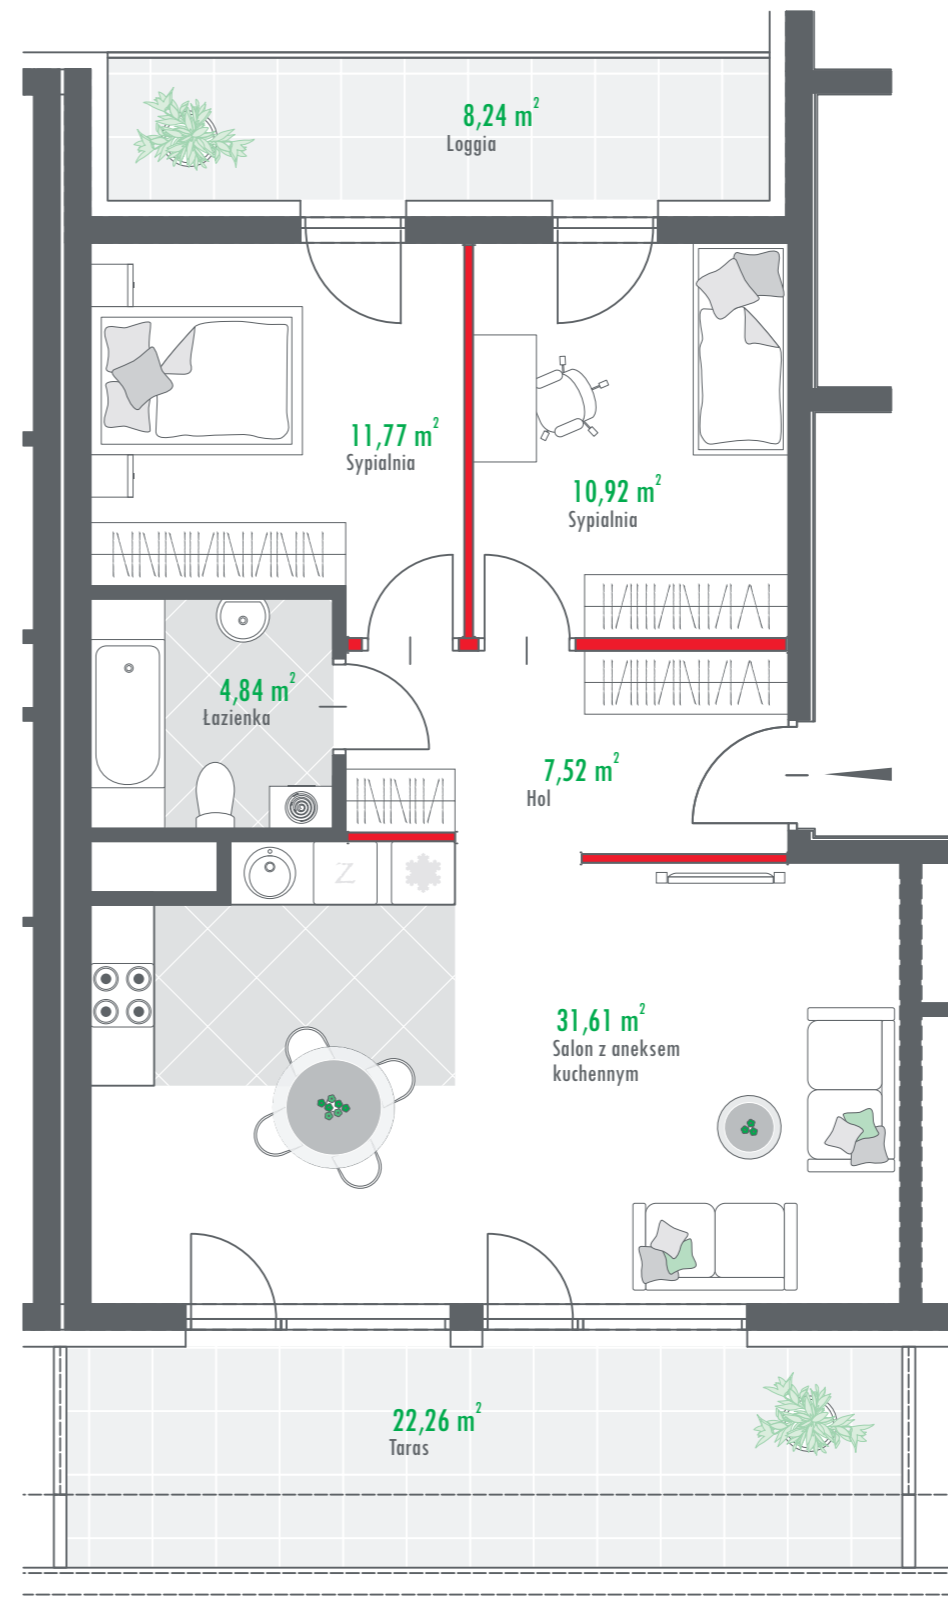 8,24 m²
Loggia
11,77 m²
Sypialnia
10,92 m²
Sypialnia
4,84 m²
Łazienka
7,52 m²
Hol
Z
31,61 m²
Salon z aneksem
kuchennym
22,26 m²
Taras